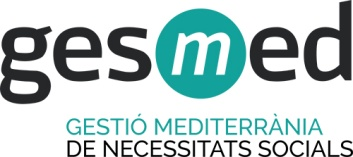 gesmed
GESTIÓ MEDITERRÀNIA
DE NECESSITATS SOCIALS